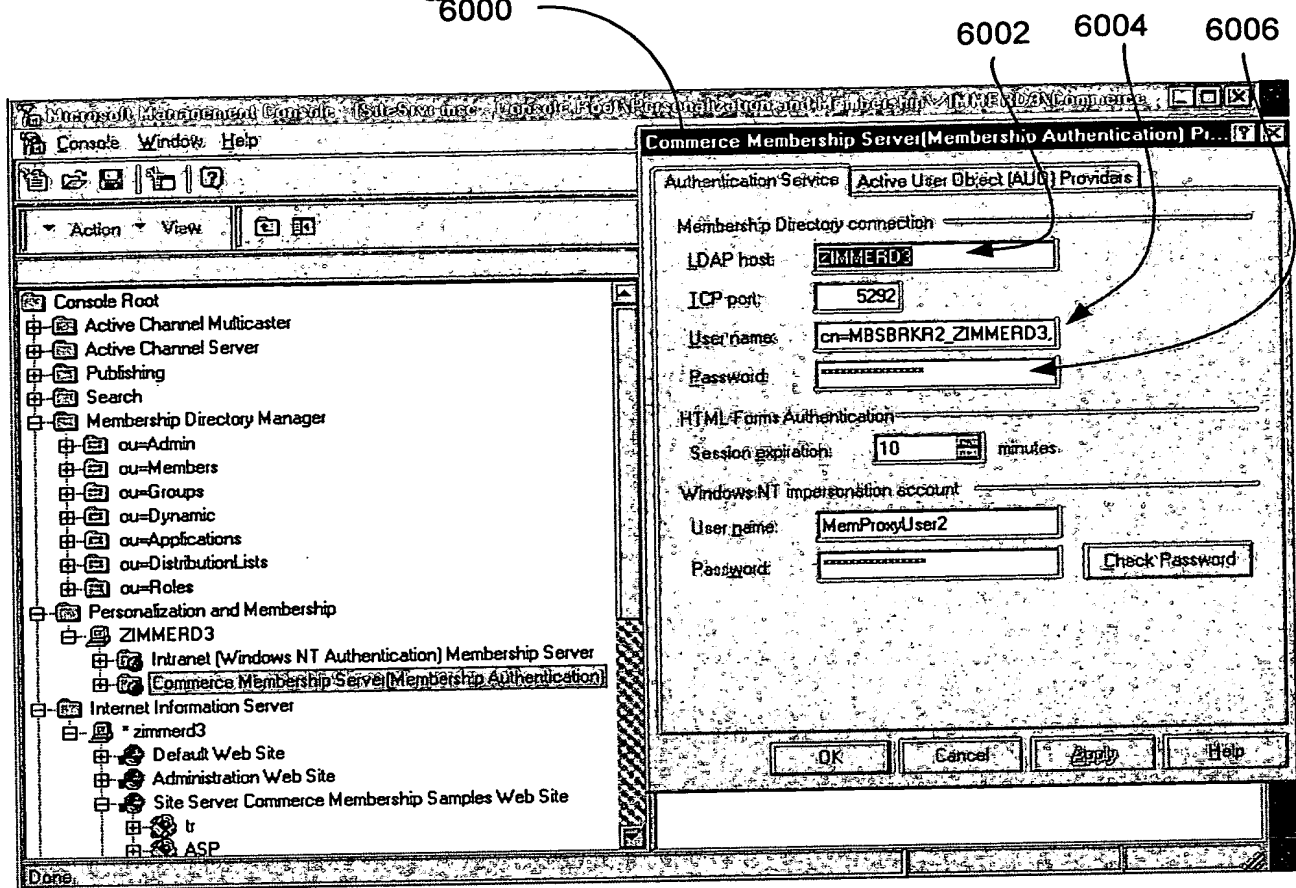 6000
6002 6004 6006
Microsoft Management Console
Console Window Help
Action View
Console Root
Active Channel Multicaster
Active Channel Server
Publishing
Search
Membership Directory Manager
ou=Admin
ou=Members
ou=Groups
ou=Dynamic
ou=Applications
ou=DistributionLists
ou=Roles
Personalization and Membership
ZIMMERD3
Intranet (Windows NT Authentication) Membership Server
Commerce Membership Server(Membership Authentication)
Internet Information Server
* zimmerd3
Default Web Site
Administration Web Site
Site Server Commerce Membership Samples Web Site
tr
ASP
Done
Commerce Membership Server(Membership Authentication) Pr...
Authentication Service
Active User Object (AUO) Providers
Membership Directory connection
LDAP host: ZIMMERD3
TCP port: 5292
User name: cn=MBSBRKR2_ZIMMERD3,
Password: ****************
HTML Forms Authentication
Session expiration: 10 minutes.
Windows NT impersonation account
User name: MemProxyUser2
Password: ****************
Check Password
OK Cancel Apply Help